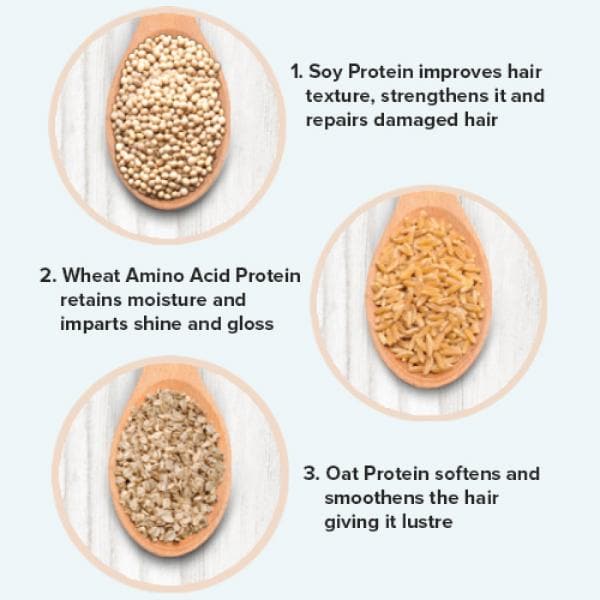 1. Soy Protein improves hair
texture, strengthens it and
repairs damaged hair
2. Wheat Amino Acid Protein
retains moisture and
imparts shine and gloss
3. Oat Protein softens and
smoothens the hair
giving it lustre